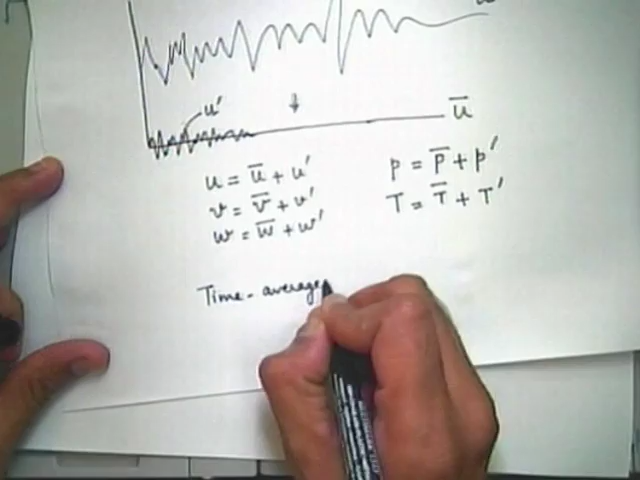 u'
ū
u = ū + u'
v = v̄ + v'
w = w̄ + w'
p = p̄ + p'
T = T̄ + T'
Time - average